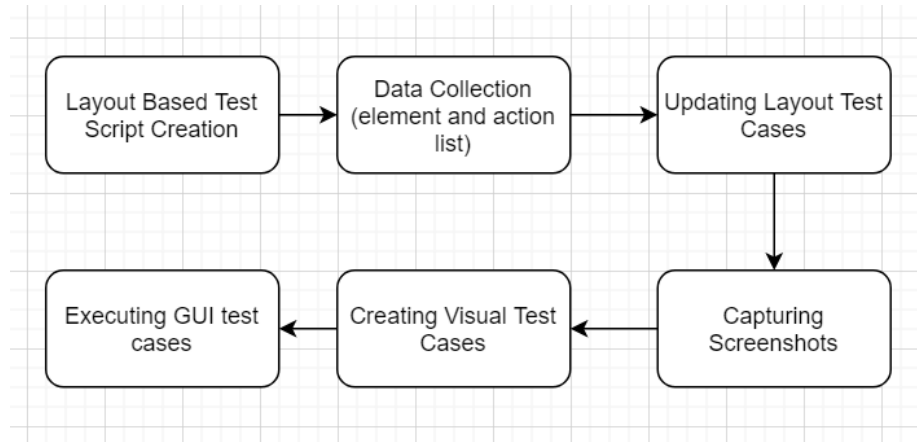 Layout Based Test
Script Creation
Data Collection
(element and action
list)
Updating Layout Test
Cases
Executing GUI test
cases
Creating Visual Test
Cases
Capturing
Screenshots